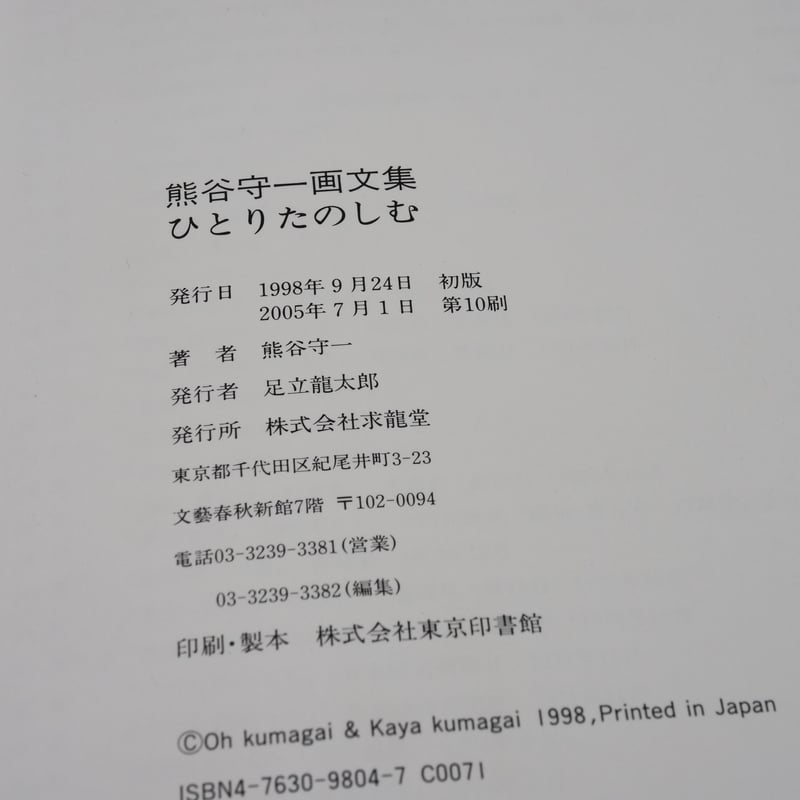 熊谷守一画文集
ひとりたのしむ
発行日 1998年9月24日 初版
2005年7月1日 第10刷
著 者 熊谷守一
発行者 足立龍太郎
発行所 株式会社求龍堂
東京都千代田区紀尾井町3-23
文藝春秋新館7階 〒102-0094
電話03-3239-3381(営業)
03-3239-3382(編集)
印刷・製本 株式会社東京印書館
©Oh kumagai & Kaya kumagai 1998,Printed in Japan
ISBN4-7630-9804-7 C0071